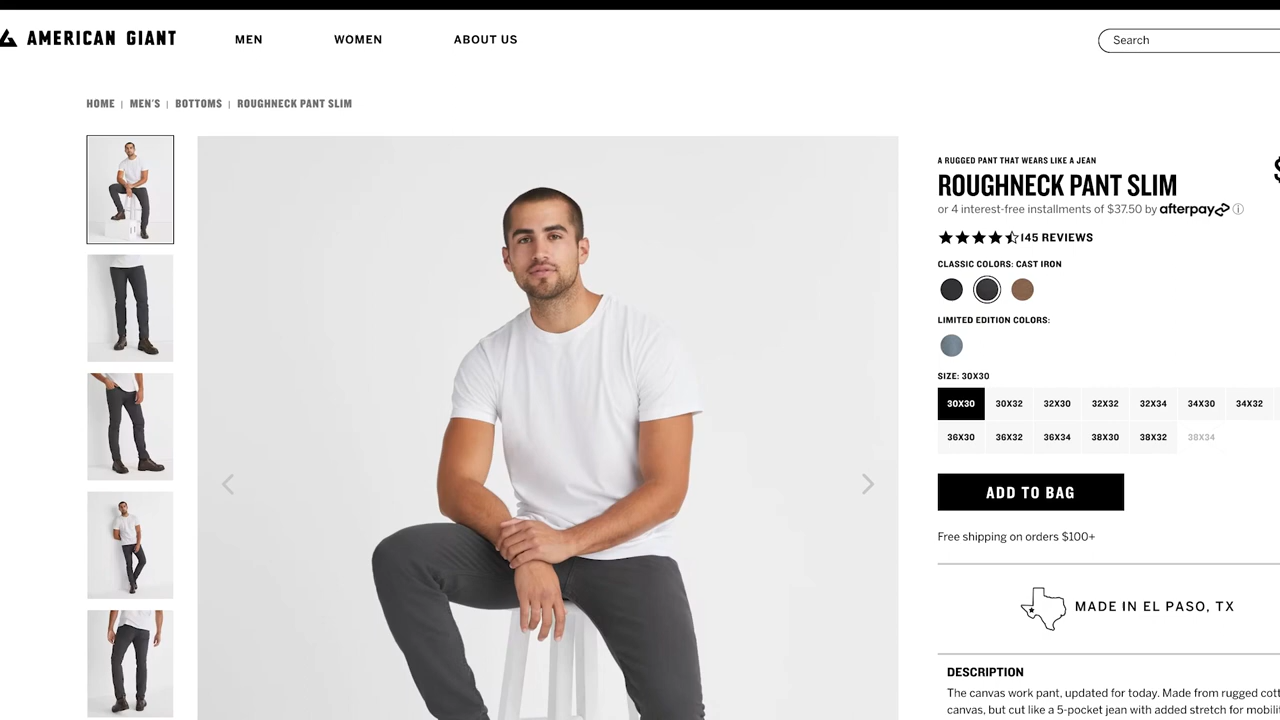 AMERICAN GIANT
MEN
WOMEN
ABOUT US
Search
HOME | MEN'S | BOTTOMS | ROUGHNECK PANT SLIM
A RUGGED PANT THAT WEARS LIKE A JEAN
ROUGHNECK PANT SLIM
$
or 4 interest-free installments of $37.50 by afterpay
145 REVIEWS
CLASSIC COLORS: CAST IRON
LIMITED EDITION COLORS:
SIZE: 30X30
30X30 30X32 32X30 32X32 32X34 34X30 34X32
36X30 36X32 36X34 38X30 38X32 38X34
ADD TO BAG
Free shipping on orders $100+
MADE IN EL PASO, TX
DESCRIPTION
The canvas work pant, updated for today. Made from rugged cott
canvas, but cut like a 5-pocket jean with added stretch for mobili